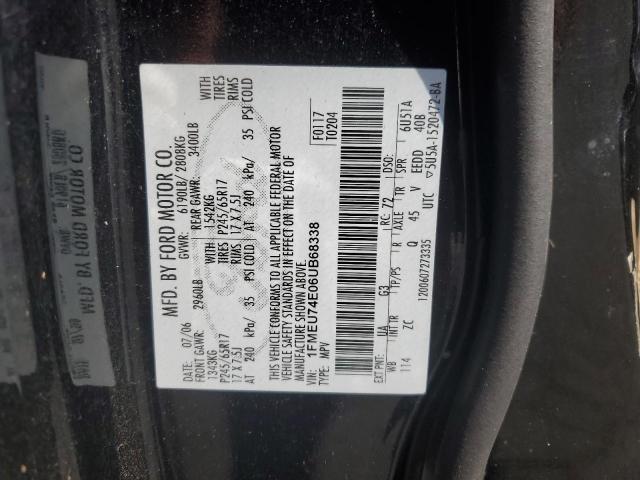 MFD. BY FORD MOTOR CO.
DATE: 07/06 GVWR: 6190LB/ 2808KG
FRONT GAWR: 2960LB REAR GAWR: 3400LB
1343KG 1542KG WITH
P245/65R17 WITH P245/65R17 TIRES
17 X 7.5J TIRES 17 X 7.5J RIMS
AT 240 kPa/ 35 PSI COLD RIMS AT 240 kPa/ 35 PSI COLD
THIS VEHICLE CONFORMS TO ALL APPLICABLE FEDERAL MOTOR
VEHICLE SAFETY STANDARDS IN EFFECT ON THE DATE OF
MANUFACTURE SHOWN ABOVE.
VIN: 1FMEU74E06UB68338
TYPE: MPV
F0117
T0204
EXT PNT: UA G3 RC: 72 DSO:
WB INT TR TP/PS R AXLE TR SPR 6U51A
114 ZC Q 45 V EEDD 40B
1200607273335 UTC ▽5U5A-1520472-BA